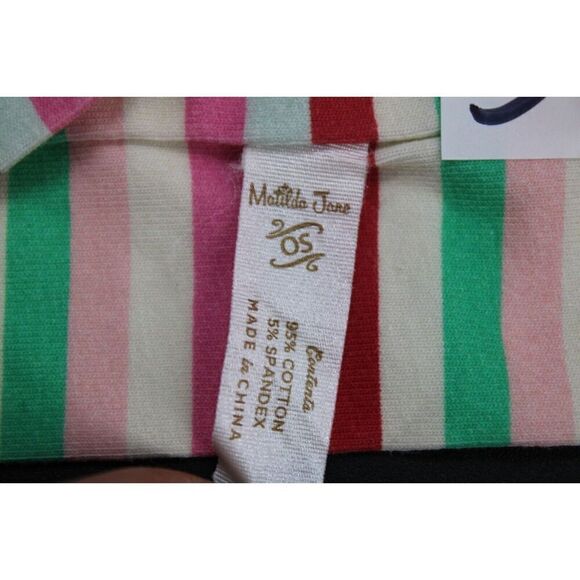 Matilda Jane
OS
Contents
95% COTTON
5% SPANDEX
MADE in CHINA